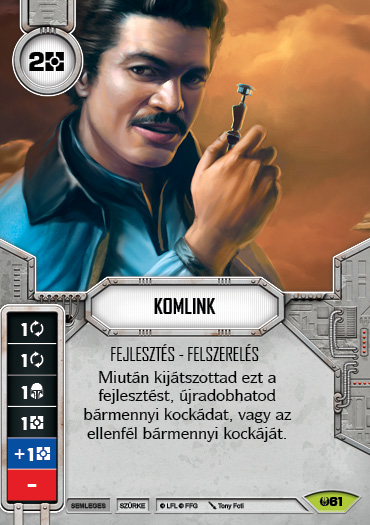 2
KOMLINK
FEJLESZTÉS - FELSZERELÉS
Miután kijátszottad ezt a
fejlesztést, újradobhatod
bármennyi kockádat, vagy az
ellenfél bármennyi kockáját.
1
1
1
1
+1
–
SEMLEGES SZÜRKE © LFL © FFG Tony Foti 61